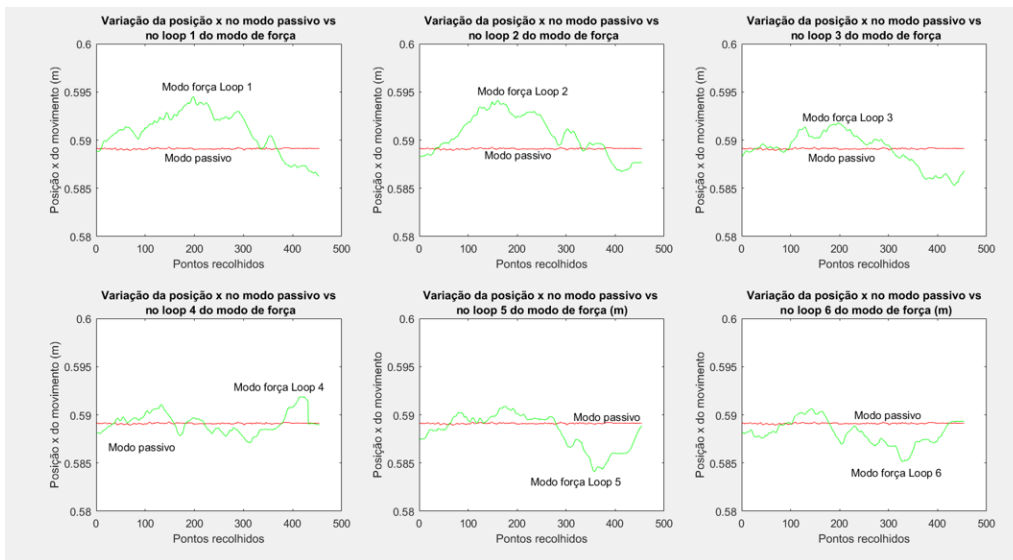 Variação da posição x no modo passivo vs
no loop 1 do modo de força
0.6
0.595
0.59
0.585
0.58
Posição x do movimento (m)
Modo força Loop 1
Modo passivo
0 100 200 300 400 500
Pontos recolhidos
Variação da posição x no modo passivo vs
no loop 2 do modo de força
0.6
0.595
0.59
0.585
0.58
Posição x do movimento (m)
Modo força Loop 2
Modo passivo
0 100 200 300 400 500
Pontos recolhidos
Variação da posição x no modo passivo vs
no loop 3 do modo de força
0.6
0.595
0.59
0.585
0.58
Posição x do movimento (m)
Modo força Loop 3
Modo passivo
0 100 200 300 400 500
Pontos recolhidos
Variação da posição x no modo passivo vs
no loop 4 do modo de força
0.6
0.595
0.59
0.585
0.58
Posição x do movimento (m)
Modo força Loop 4
Modo passivo
0 100 200 300 400 500
Pontos recolhidos
Variação da posição x no modo passivo vs
no loop 5 do modo de força (m)
0.6
0.595
0.59
0.585
0.58
Posição x do movimento
Modo passivo
Modo força Loop 5
0 100 200 300 400 500
Pontos recolhidos
Variação da posição x no modo passivo vs
no loop 6 do modo de força (m)
0.6
0.595
0.59
0.585
0.58
Posição x do movimento
Modo passivo
Modo força Loop 6
0 100 200 300 400 500
Pontos recolhidos